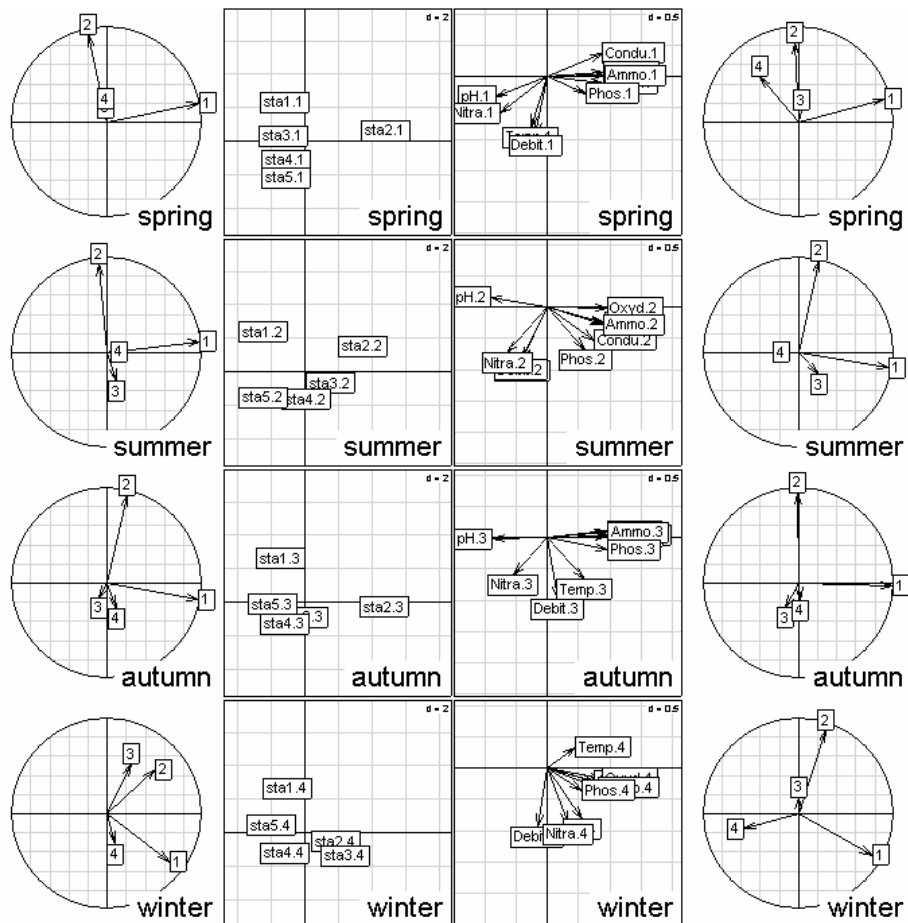 2
4
1
spring
d = 2
sta1.1
sta2.1
sta3.1
sta4.1
sta5.1
spring
d = 0.5
Condu.1
Ammo.1
pH.1
Phos.1
Nitra.1
Debit.1
spring
2
4
3
1
spring
2
4
1
3
summer
d = 2
sta1.2
sta2.2
sta3.2
sta5.2
sta4.2
summer
d = 0.5
pH.2
Oxyd.2
Ammo.2
Condu.2
Nitra.2
Phos.2
summer
2
4
1
3
summer
2
3
1
4
autumn
d = 2
sta1.3
sta5.3
sta2.3
sta4.3
autumn
d = 0.5
pH.3
Ammo.3
Phos.3
Nitra.3
Temp.3
Debit.3
autumn
2
1
3
4
autumn
3
2
4
1
winter
d = 2
sta1.4
sta5.4
sta2.4
sta4.4
sta3.4
winter
d = 0.5
Temp.4
Phos.4
Nitra.4
winter
2
3
4
1
winter